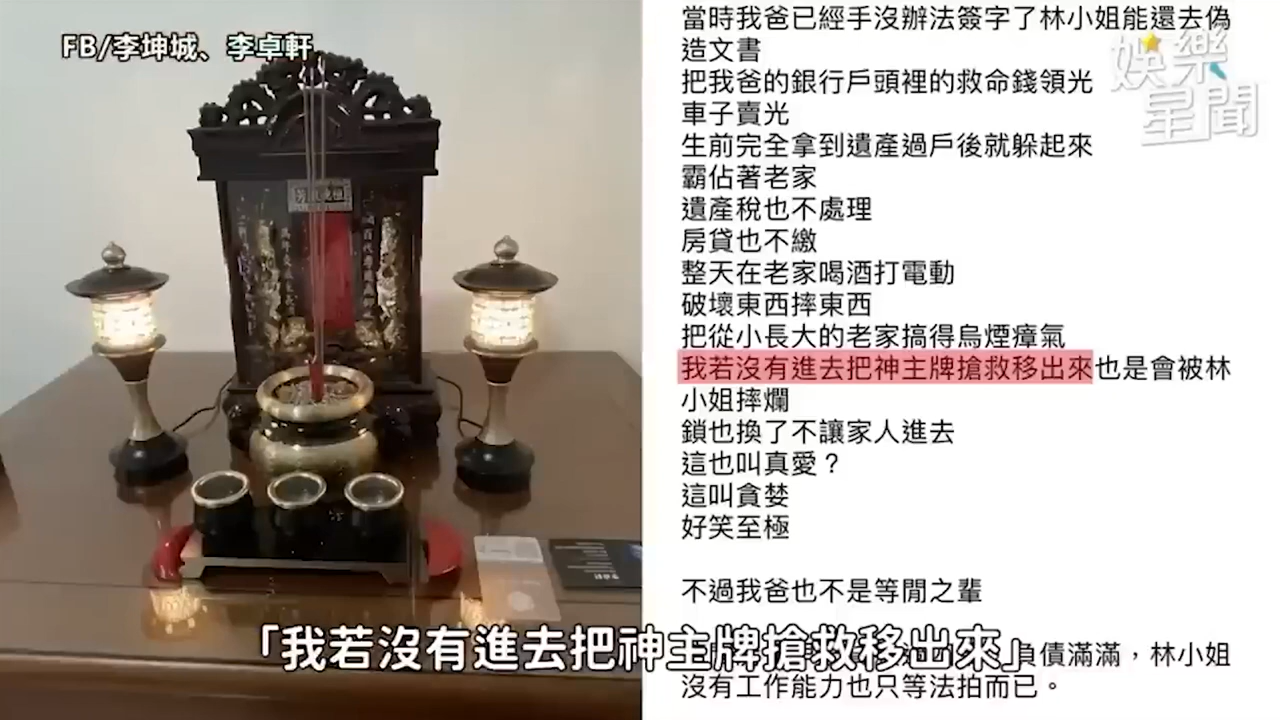 FB/李坤城、李卓軒
娛樂
星聞
當時我爸已經手沒辦法簽字了林小姐能還去偽
造文書
把我爸的銀行戶頭裡的救命錢領光
車子賣光
生前完全拿到遺產過戶後就躲起來
霸佔著老家
遺產稅也不處理
房貸也不繳
整天在老家喝酒打電動
破壞東西摔東西
把從小長大的老家搞得烏煙瘴氣
我若沒有進去把神主牌搶救移出來也是會被林
小姐摔爛
鎖也換了不讓家人進去
這也叫真愛？
這叫貪婪
好笑至極
不過我爸也不是等閒之輩
負債滿滿，林小姐
沒有工作能力也只等法拍而已。
「我若沒有進去把神主牌搶救移出來」